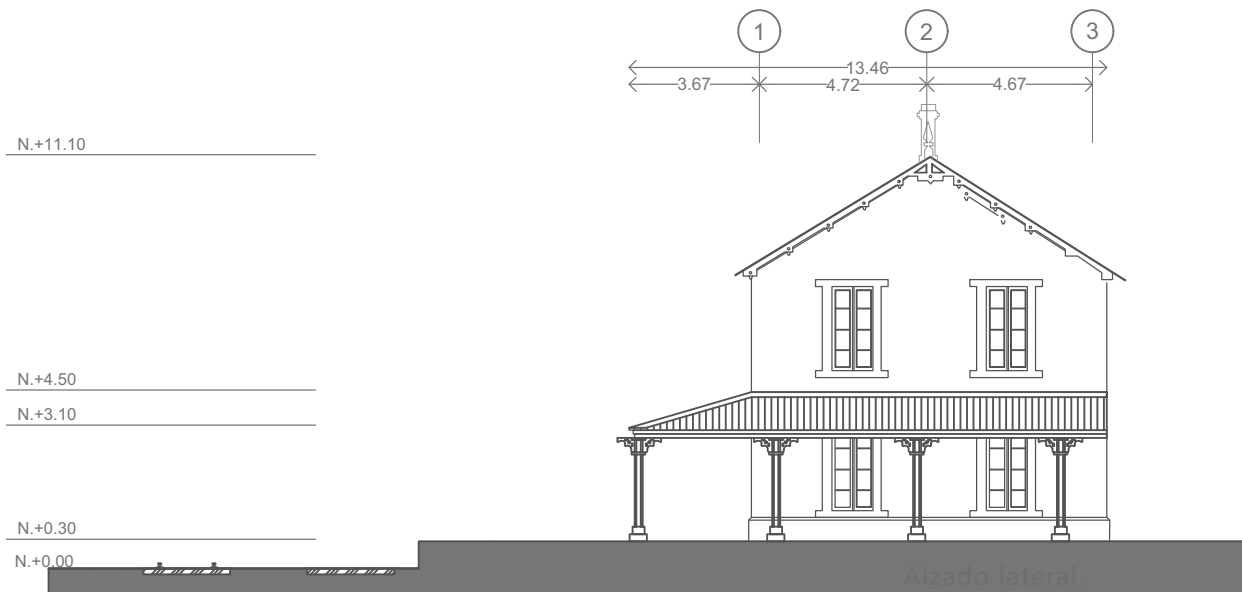 1 2 3
13.46
3.67 4.72 4.67
N.+11.10
N.+4.50
N.+3.10
N.+0.30
N.+0.00
Alzado lateral.